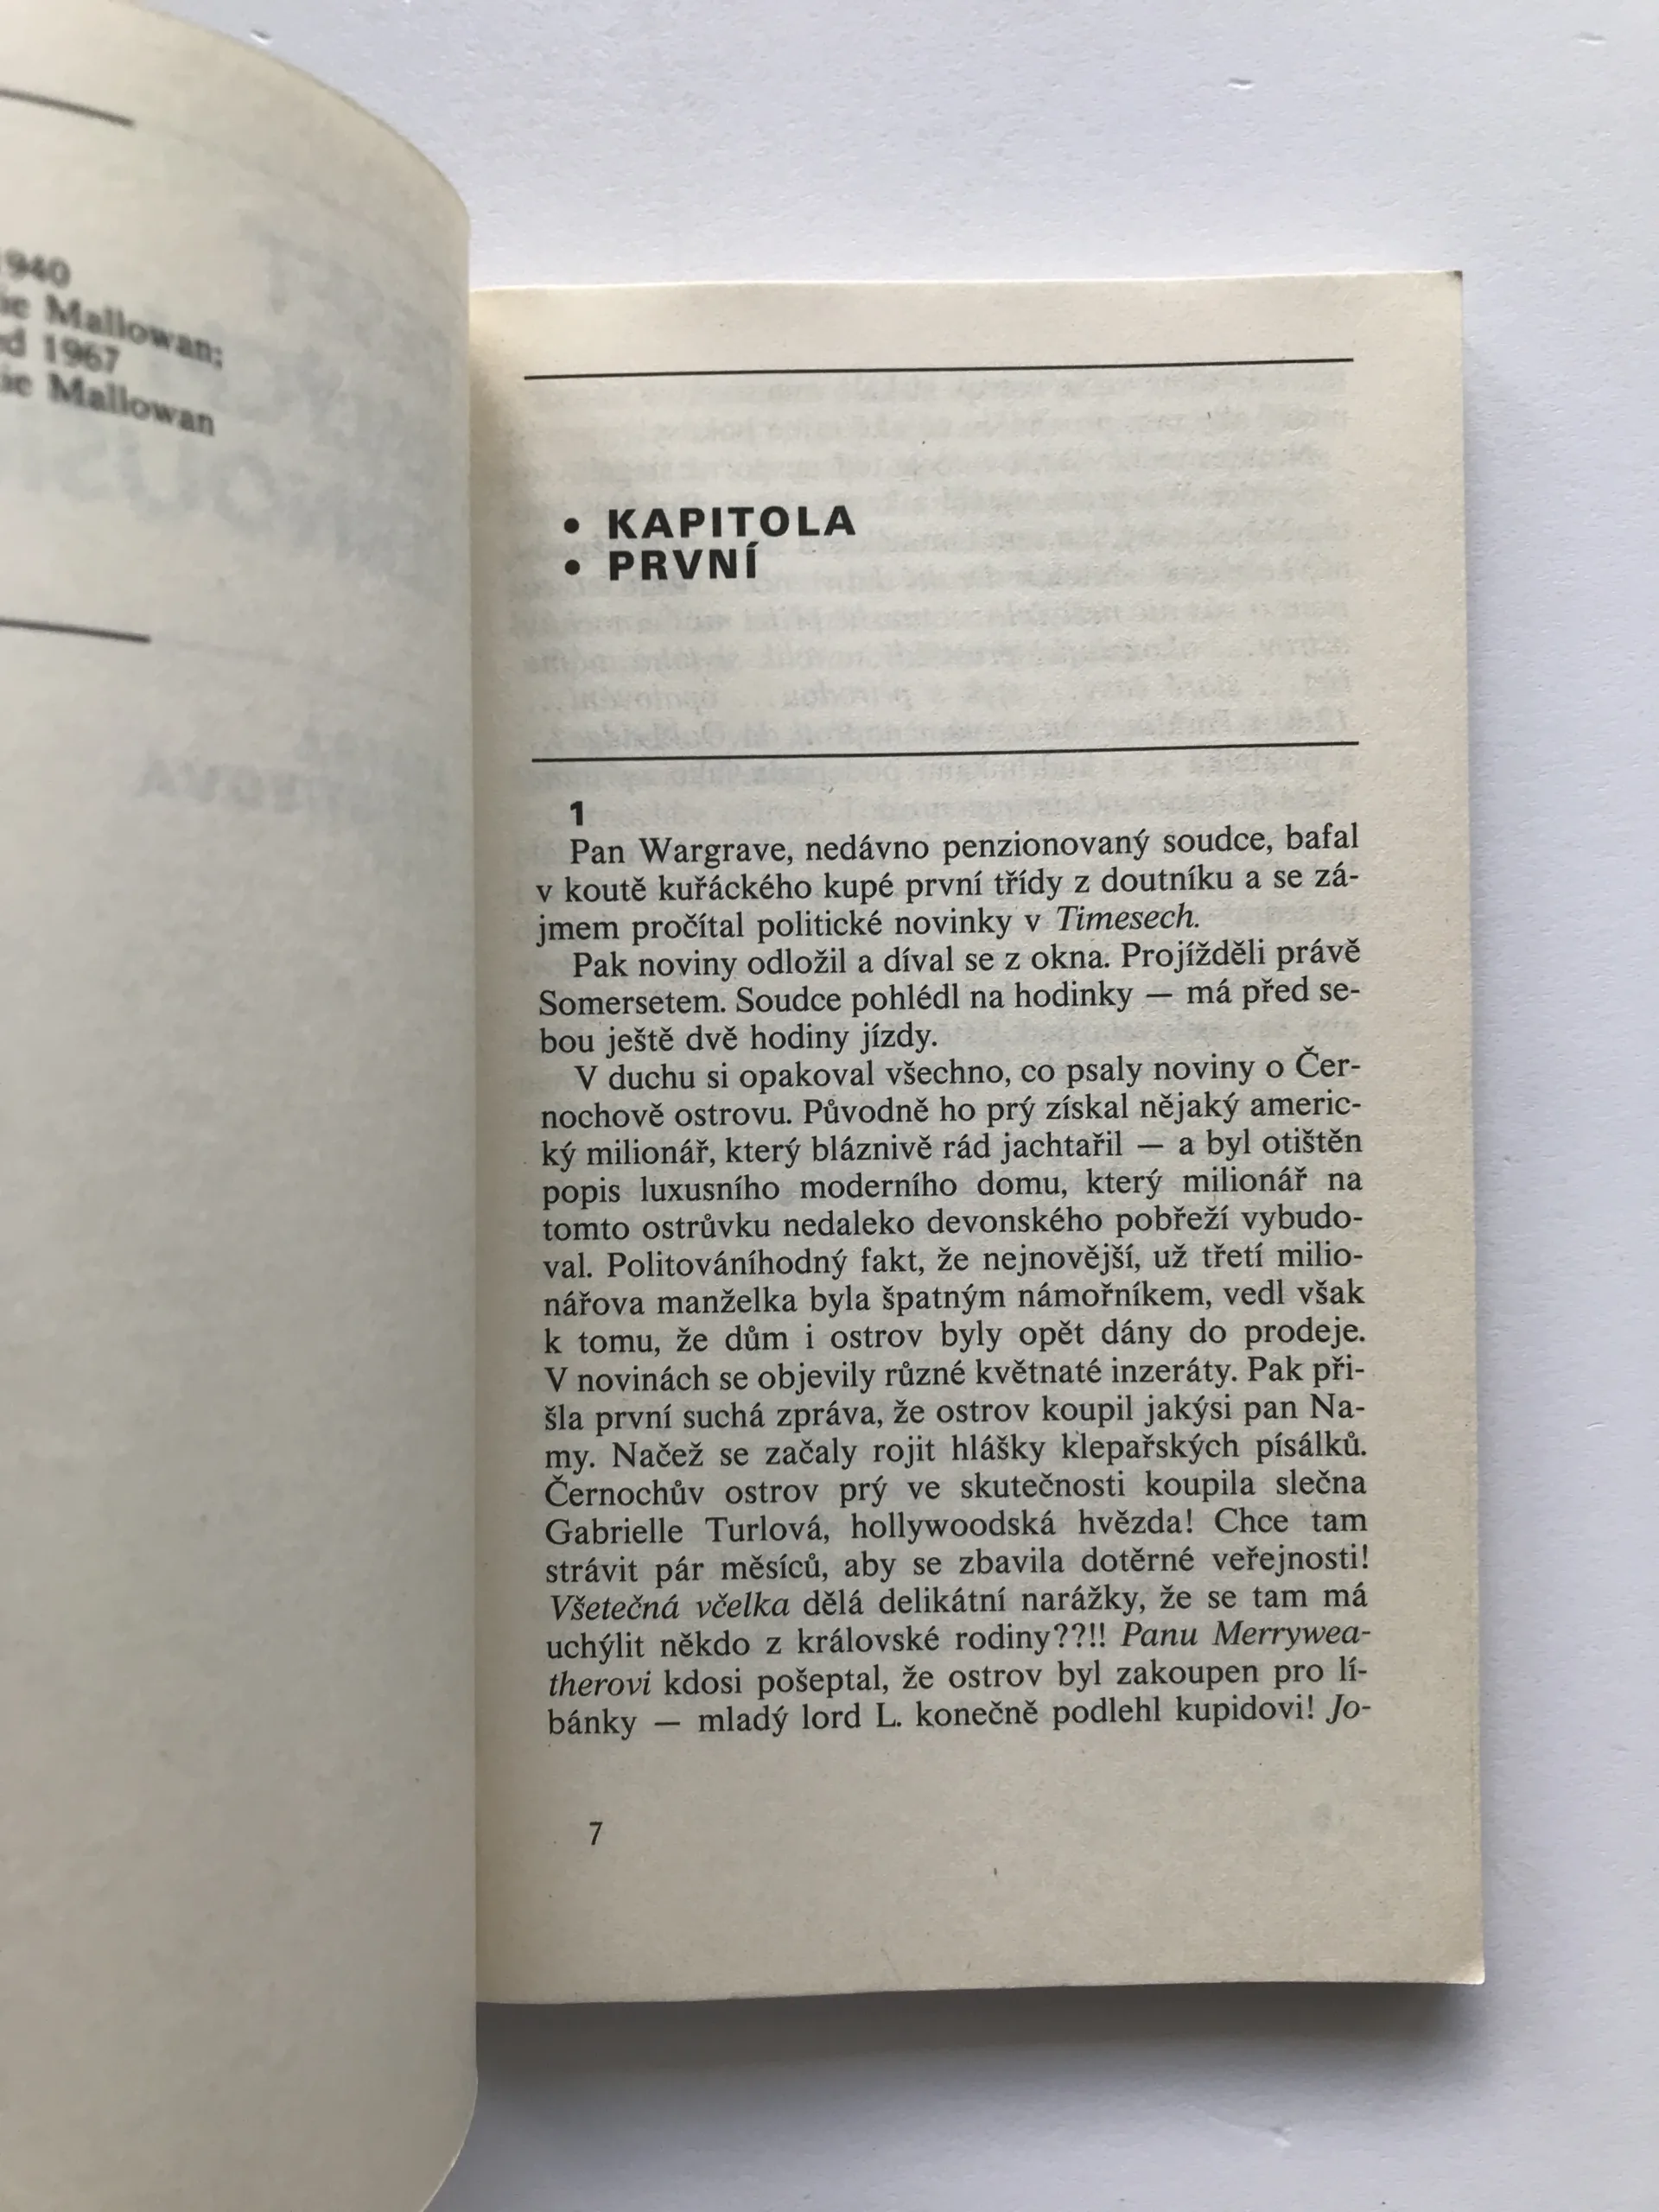 1940
ie Mallowan;
ed 1967
ie Mallowan
• KAPITOLA
• PRVNÍ
1
Pan Wargrave, nedávno penzionovaný soudce, bafal
v koutě kuřáckého kupé první třídy z doutníku a se zá-
jmem pročítal politické novinky v Timesech.
Pak noviny odložil a díval se z okna. Projížděli právě
Somersetem. Soudce pohlédl na hodinky — má před se-
bou ještě dvě hodiny jízdy.
V duchu si opakoval všechno, co psaly noviny o Čer-
nochově ostrovu. Původně ho prý získal nějaký americ-
ký milionář, který bláznivě rád jachtařil — a byl otištěn
popis luxusního moderního domu, který milionář na
tomto ostrůvku nedaleko devonského pobřeží vybudo-
val. Politováníhodný fakt, že nejnovější, už třetí milio-
nářova manželka byla špatným námořníkem, vedl však
k tomu, že dům i ostrov byly opět dány do prodeje.
V novinách se objevily různé květnaté inzeráty. Pak při-
šla první suchá zpráva, že ostrov koupil jakýsi pan Na-
my. Načež se začaly rojit hlášky klepařských písálků.
Černochův ostrov prý ve skutečnosti koupila slečna
Gabrielle Turlová, hollywoodská hvězda! Chce tam
strávit pár měsíců, aby se zbavila dotěrné veřejnosti!
Všetečná včelka dělá delikátní narážky, že se tam má
uchýlit někdo z královské rodiny??!! Panu Merrywea-
therovi kdosi pošeptal, že ostrov byl zakoupen pro lí-
bánky — mladý lord L. konečně podlehl kupidovi! Jo-
7